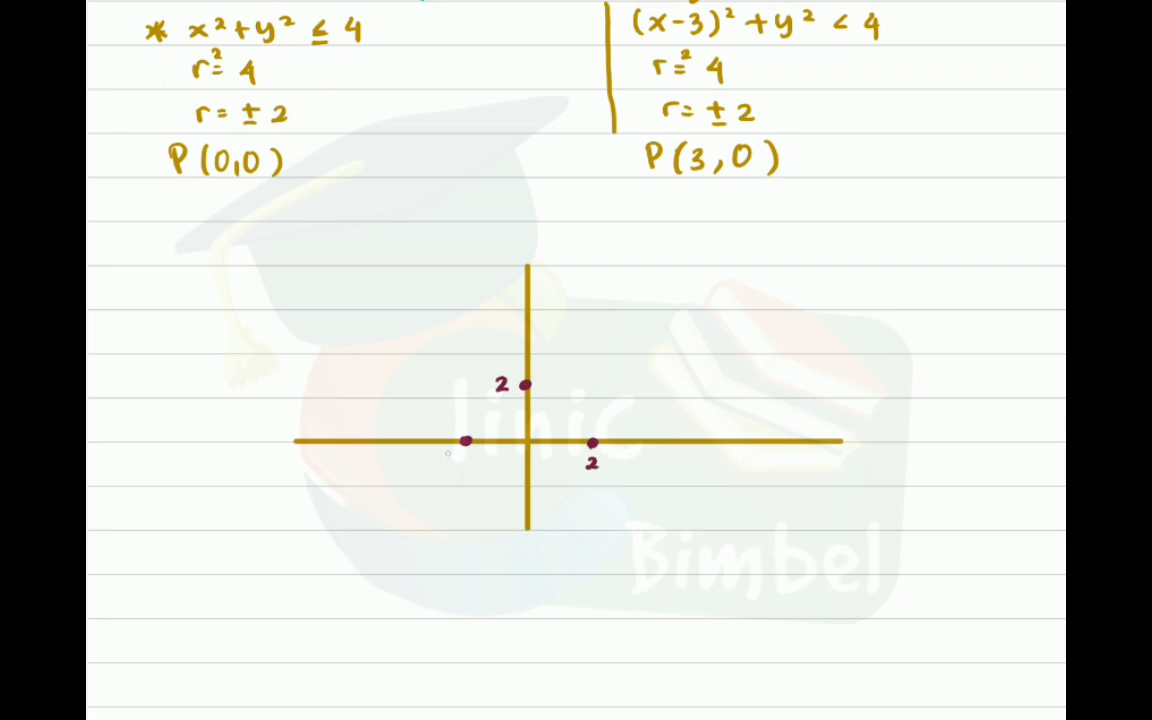 * x² + y² ≤ 4
r² = 4
r = ± 2
P (0,0)
(x-3)² + y² < 4
r² = 4
r = ± 2
P (3,0)
2
2
Jinic
Bimbel